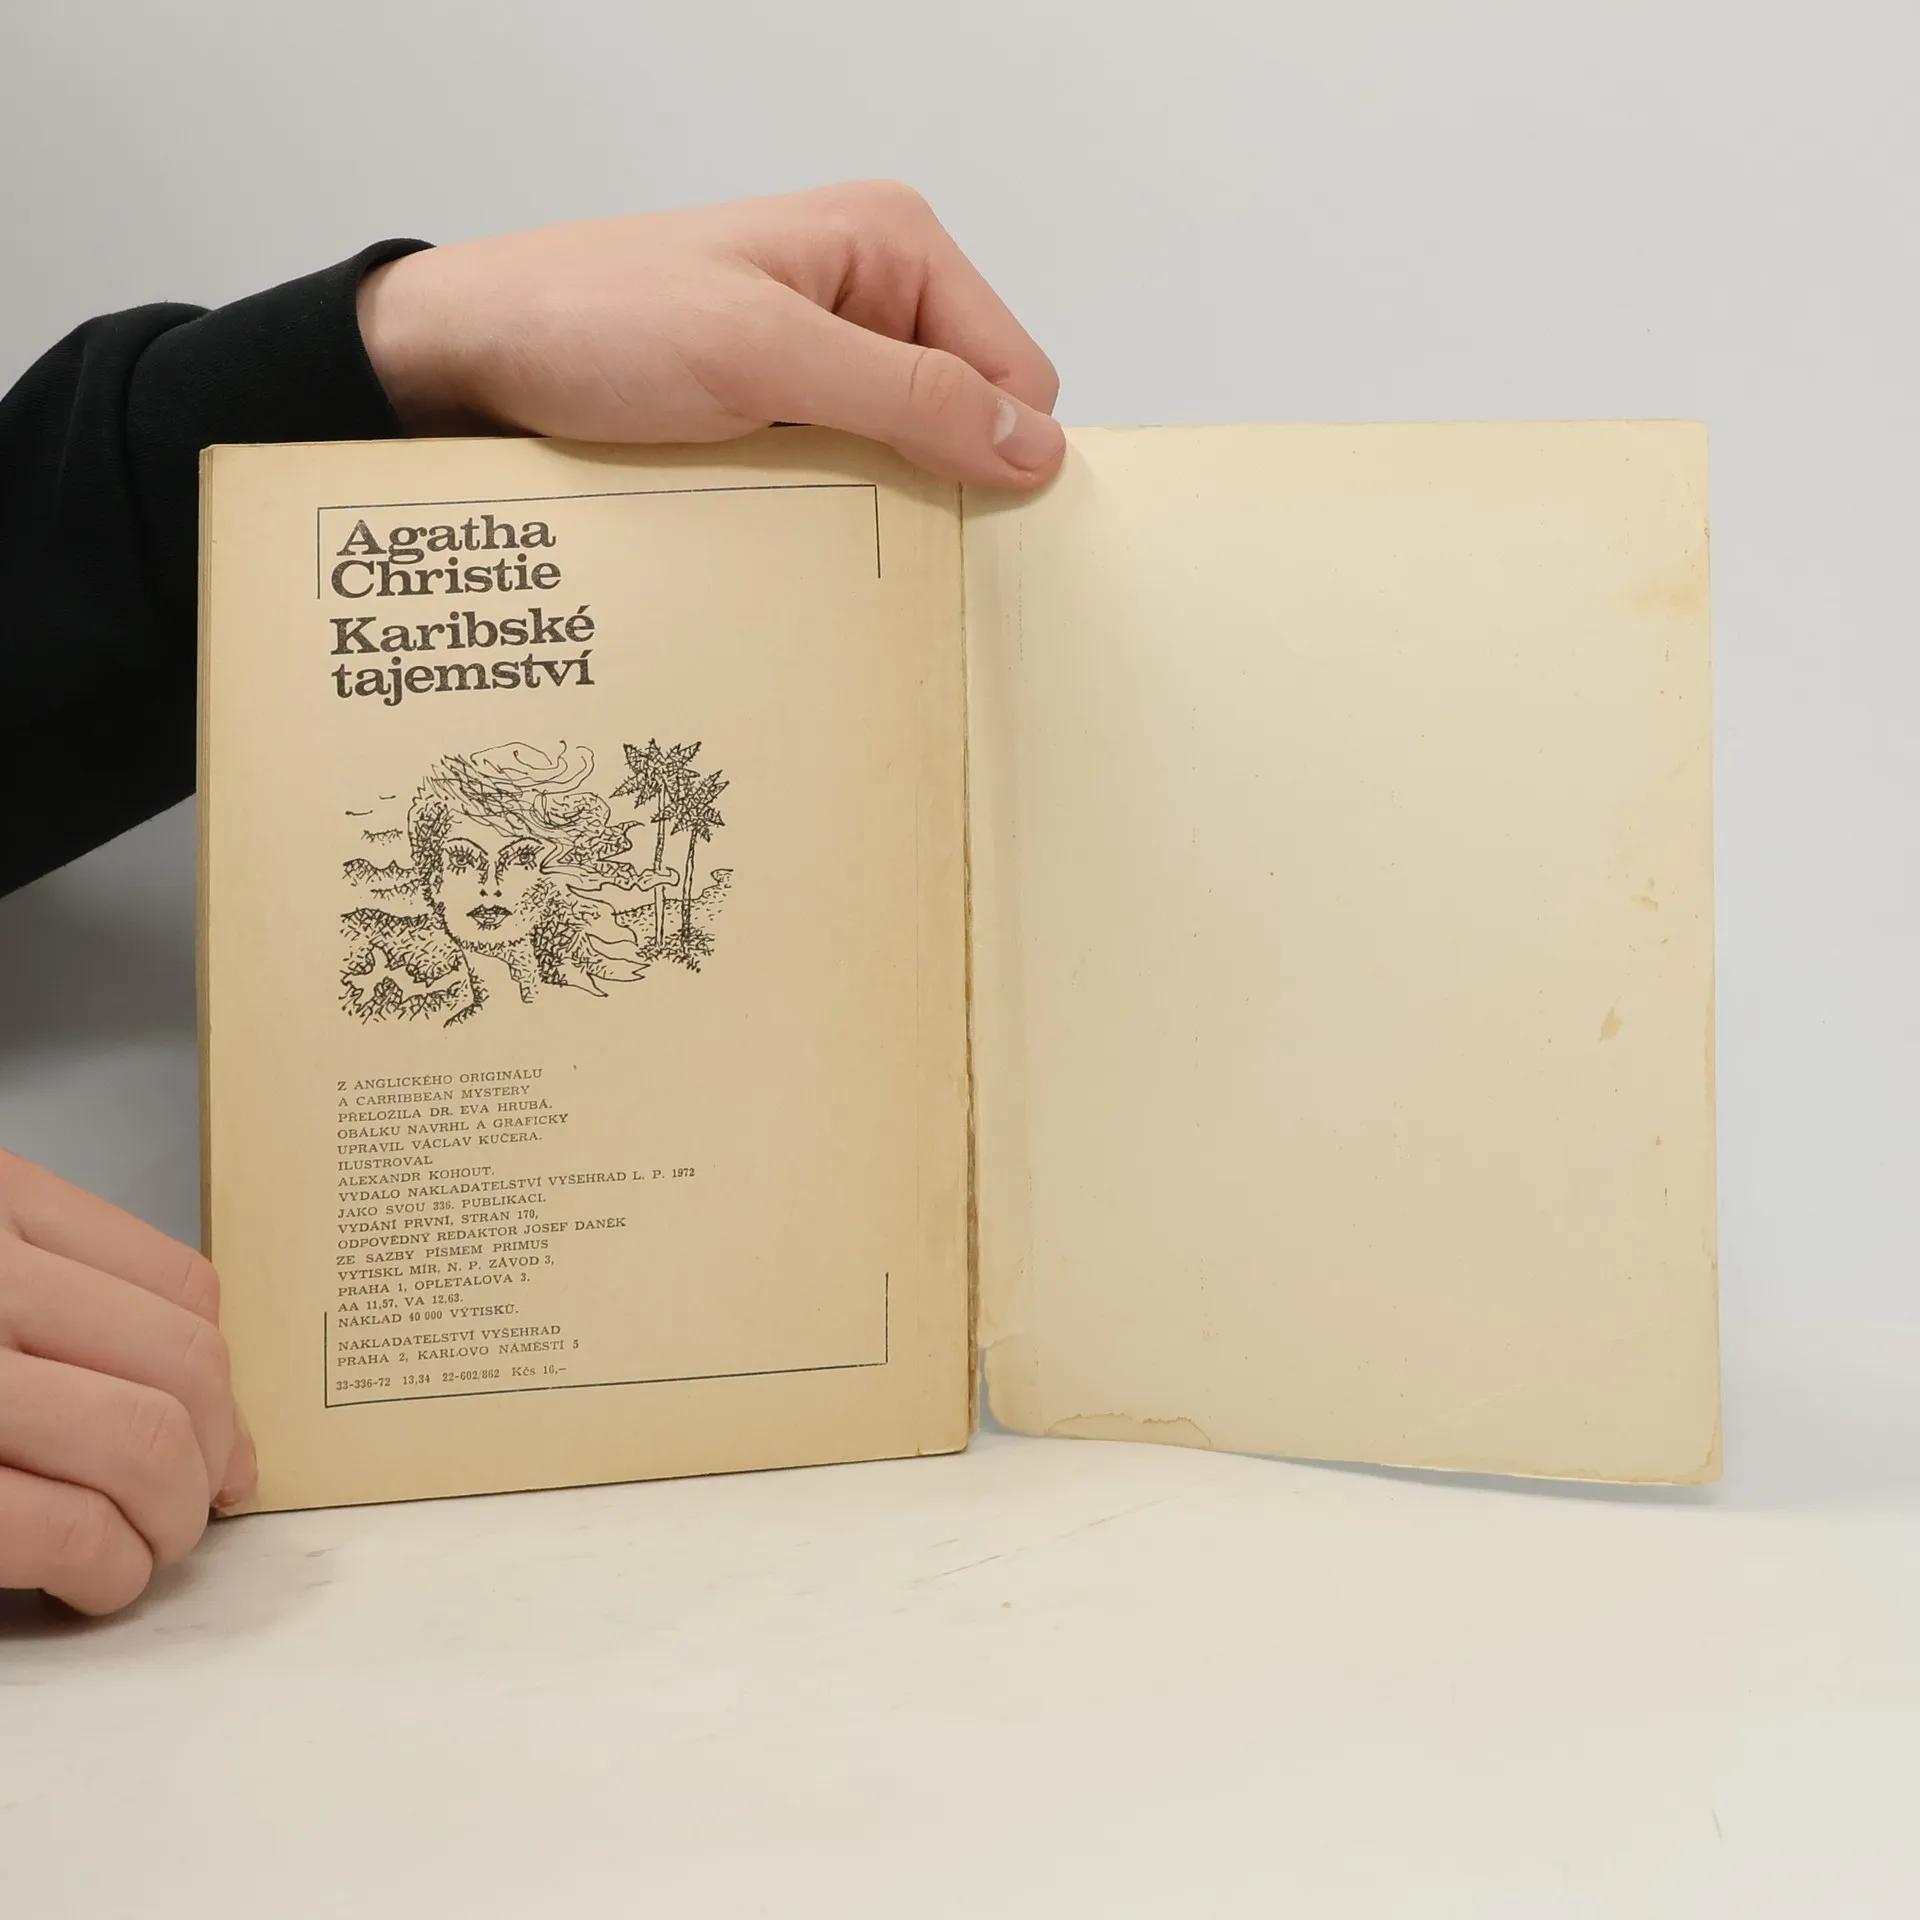 Agatha
Christie
Karibské
tajemství
Z ANGLICKÉHO ORIGINÁLU
A CARRIBBEAN MYSTERY
PŘELOŽILA DR. EVA HRUBÁ.
OBÁLKU NAVRHL A GRAFICKY
UPRAVIL VÁCLAV KUČERA.
ILUSTROVAL
ALEXANDR KOHOUT.
VYDALO NAKLADATELSTVÍ VYŠEHRAD L. P. 1972
JAKO SVOU 336. PUBLIKACI.
VYDÁNÍ PRVNÍ, STRAN 170,
ODPOVĚDNÝ REDAKTOR JOSEF DANĚK
ZE SAZBY PÍSMEM PRIMUS
VYTISKL MÍR, N. P. ZÁVOD 3,
PRAHA 1, OPLETALOVA 3.
AA 11,57, VA 12,63.
NÁKLAD 40 000 VÝTISKŮ.
NAKLADATELSTVÍ VYŠEHRAD
PRAHA 2, KARLOVO NÁMĚSTÍ 5
33-336-72 13,34 22-602/862 Kčs 16,–